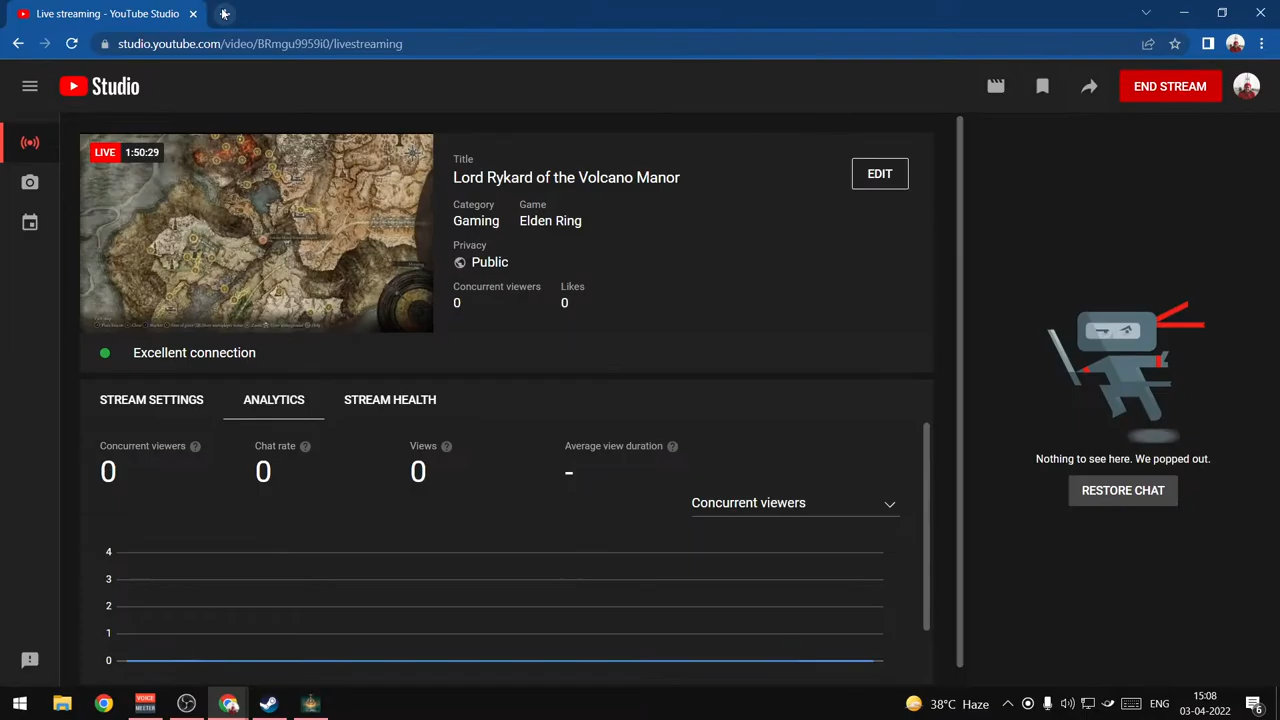 Live streaming - YouTube Studio
studio.youtube.com/video/BRmgu9959i0/livestreaming
Studio
END STREAM
LIVE 1:50:29
Title
Lord Rykard of the Volcano Manor
EDIT
Category Game
Gaming Elden Ring
Privacy
Public
Concurrent viewers Likes
0 0
Excellent connection
STREAM SETTINGS ANALYTICS STREAM HEALTH
Concurrent viewers Chat rate Views Average view duration
0 0 0 -
Concurrent viewers
4
3
2
1
0
Nothing to see here. We popped out.
RESTORE CHAT
VOICE
MEETER
38°C Haze
ENG
15:08
03-04-2022
6